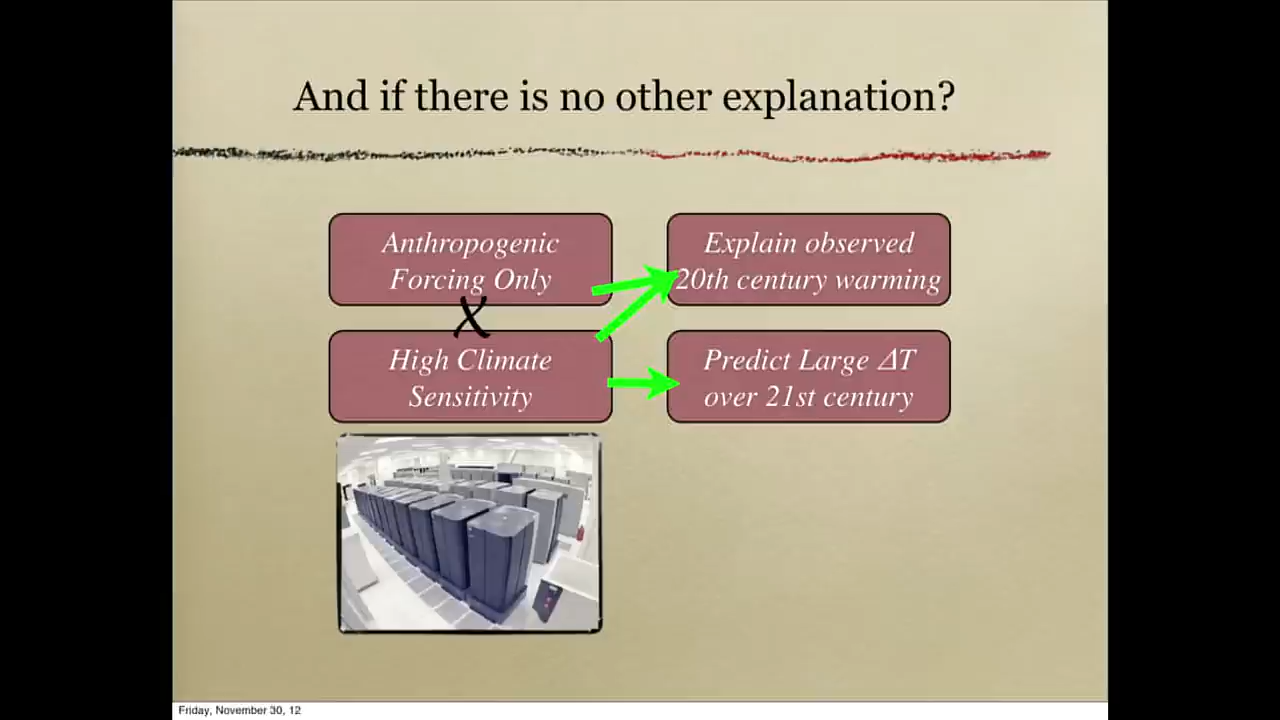 And if there is no other explanation?
Anthropogenic
Forcing Only
Explain observed
20th century warming
x
High Climate
Sensitivity
Predict Large ΔT
over 21st century
Friday, November 30, 12